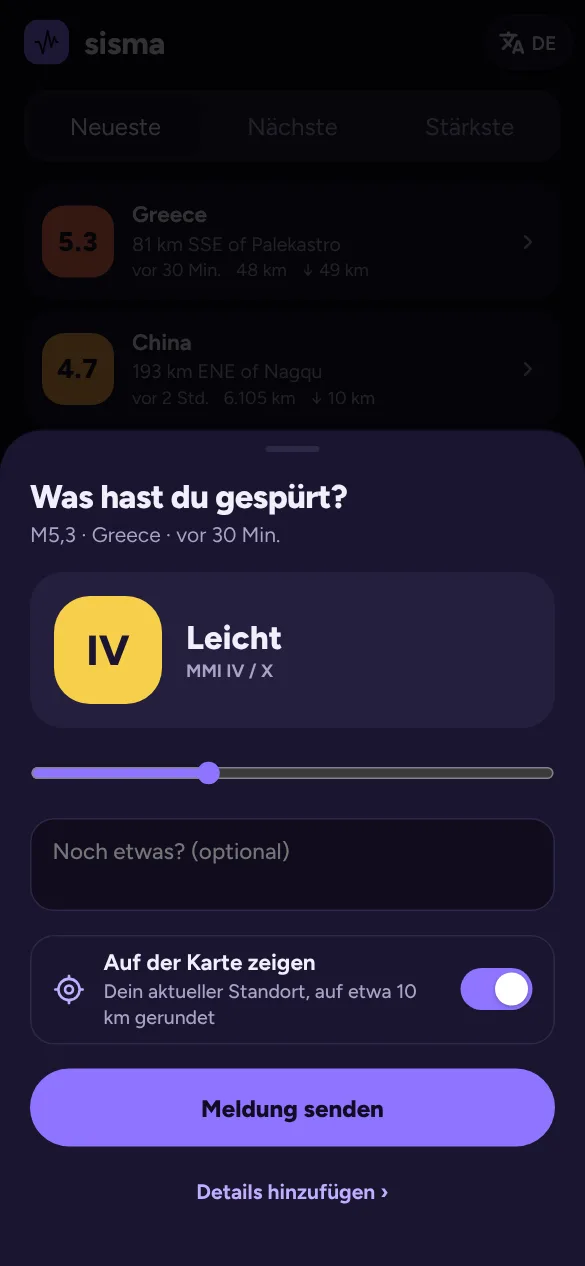 sisma
DE
Neueste
Nächste
Stärkste
5.3
Greece
81 km SSE of Palekastro
vor 30 Min. 48 km ↓ 49 km
4.7
China
193 km ENE of Nagqu
vor 2 Std. 6.105 km ↓ 10 km
Was hast du gespürt?
M5,3 · Greece · vor 30 Min.
IV
Leicht
MMI IV / X
Noch etwas? (optional)
Auf der Karte zeigen
Dein aktueller Standort, auf etwa 10
km gerundet
Meldung senden
Details hinzufügen ›